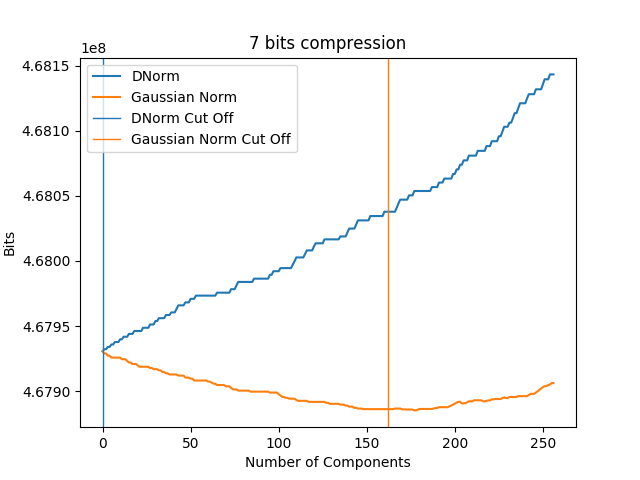 7 bits compression
1e8
4.6815
4.6810
4.6805
4.6800
4.6795
4.6790
Bits
DNorm
Gaussian Norm
DNorm Cut Off
Gaussian Norm Cut Off
0 50 100 150 200 250
Number of Components